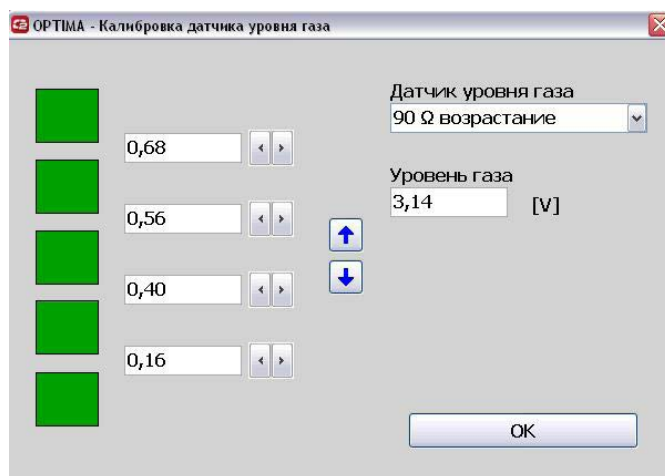 OPTIMA - Калибровка датчика уровня газа
Датчик уровня газа
90 Ω возрастание
0,68
Уровень газа
3,14 [V]
0,56
0,40
0,16
OK